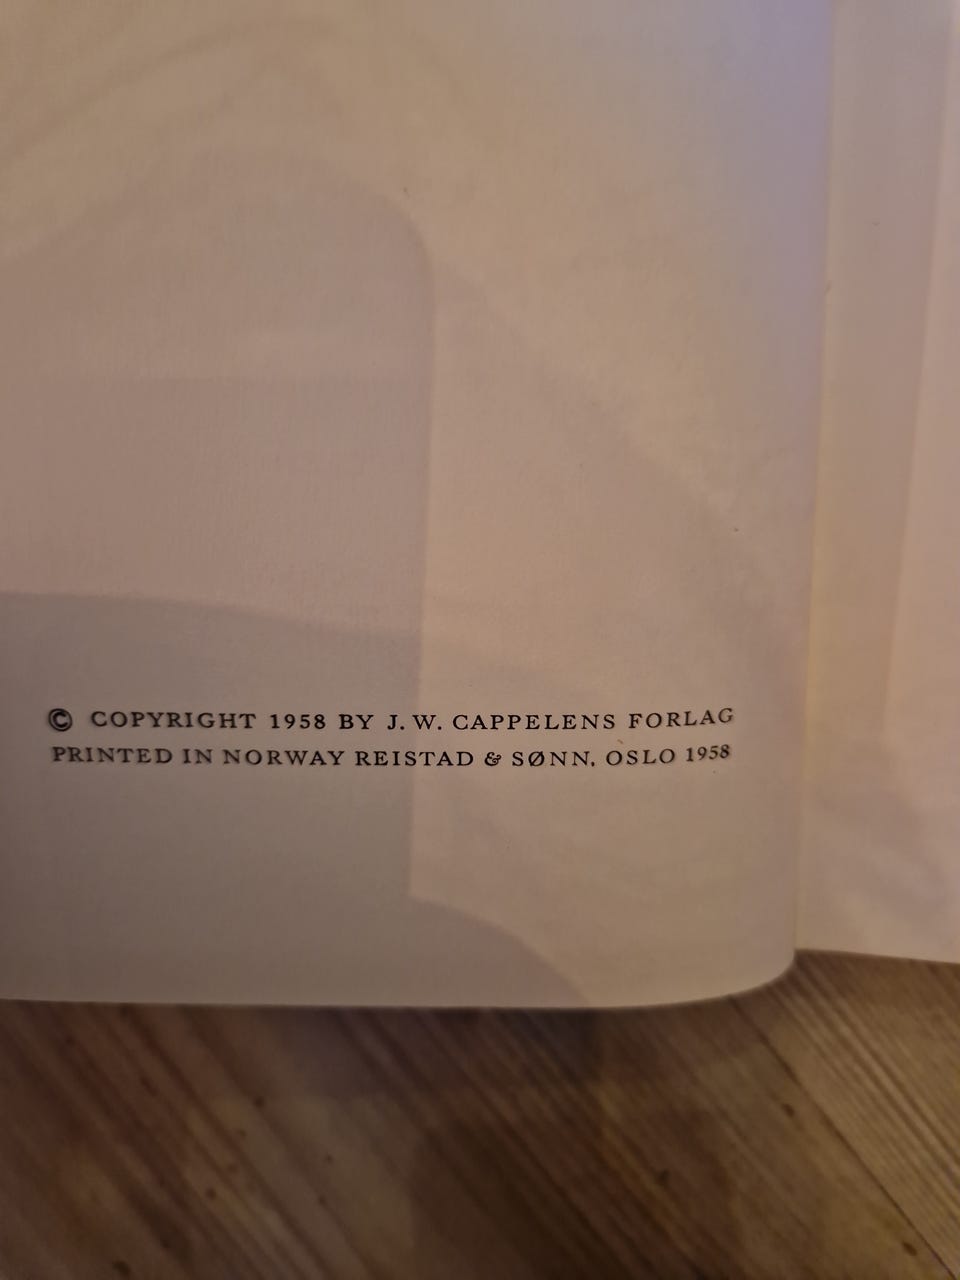 © COPYRIGHT 1958 BY J. W. CAPPELENS FORLAG
PRINTED IN NORWAY REISTAD & SØNN, OSLO 1958